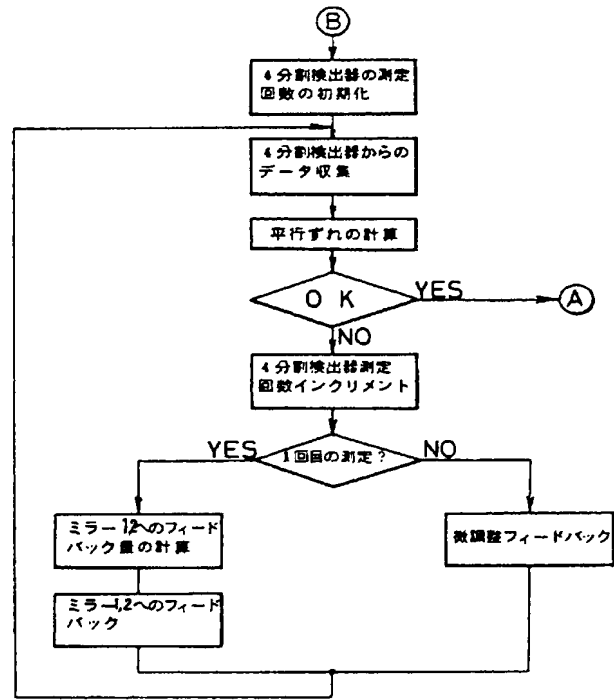 B
4分割検出器の測定
回数の初期化
4分割検出器からの
データ収集
平行ずれの計算
OK
YES
A
NO
4分割検出器測定
回数インクリメント
YES
1回目の測定?
NO
ミラー1,2へのフィード
バック量の計算
微調整フィードバック
ミラー1,2へのフィード
バック